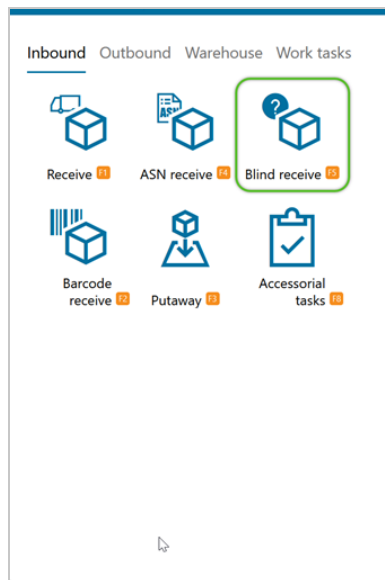 Inbound Outbound Warehouse Work tasks
ASN
Receive F1 ASN receive F4 Blind receive F5
Barcode
receive F2 Putaway F3 Accessorial
tasks F8